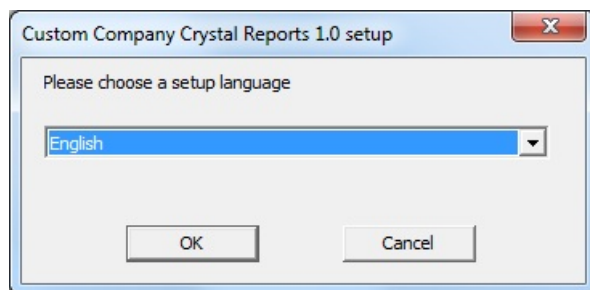 Custom Company Crystal Reports 1.0 setup
Please choose a setup language
English
OK Cancel